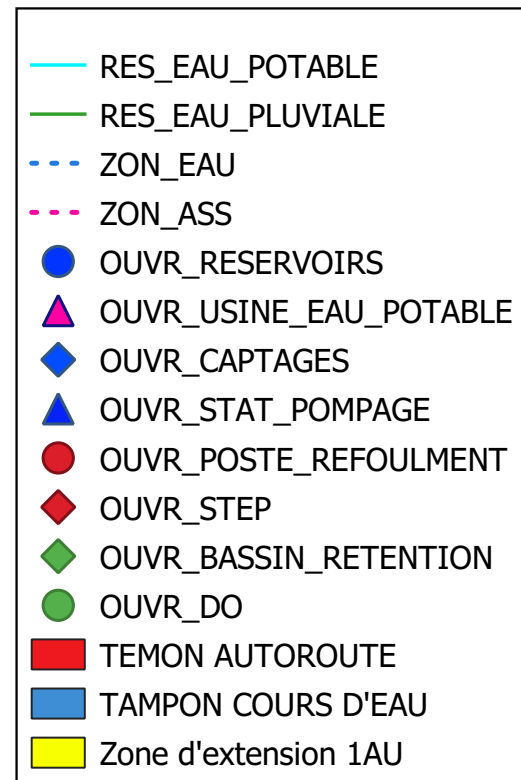 RES_EAU_POTABLE
RES_EAU_PLUVIALE
ZON_EAU
ZON_ASS
OUVR_RESERVOIRS
OUVR_USINE_EAU_POTABLE
OUVR_CAPTAGES
OUVR_STAT_POMPAGE
OUVR_POSTE_REFOULMENT
OUVR_STEP
OUVR_BASSIN_RETENTION
OUVR_DO
TEMON AUTOROUTE
TAMPON COURS D'EAU
Zone d'extension 1AU